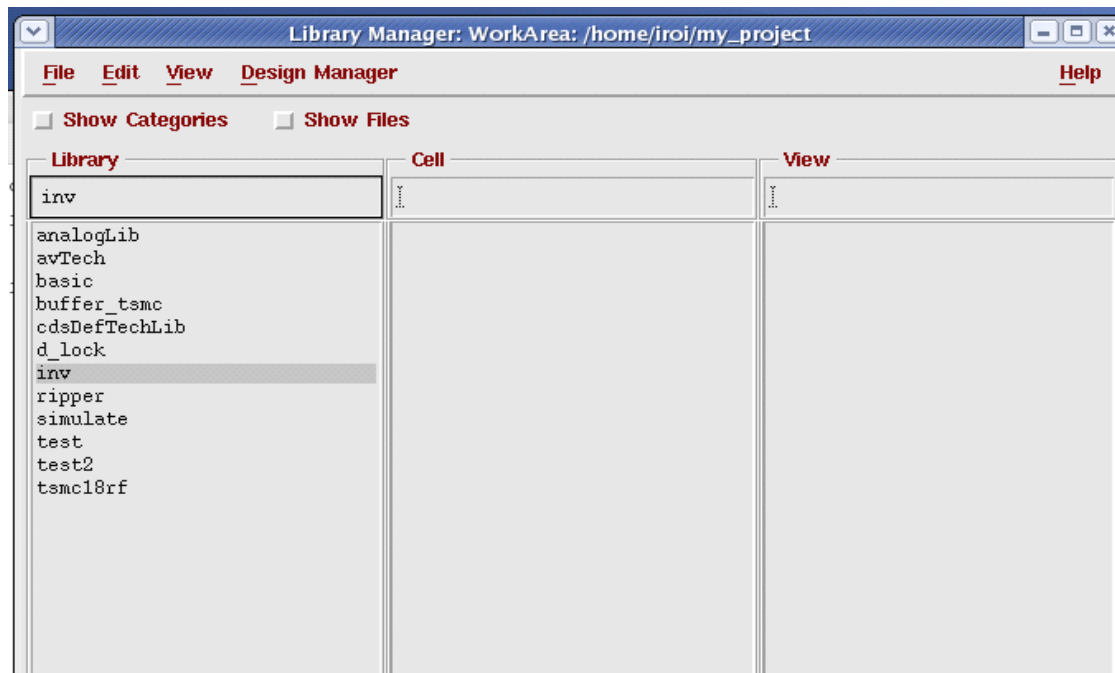 Library Manager: WorkArea: /home/iroi/my_project
File Edit View Design Manager Help
Show Categories Show Files
Library Cell View
inv
analogLib
avTech
basic
buffer_tsmc
cdsDefTechLib
d_lock
inv
ripper
simulate
test
test2
tsmc18rf